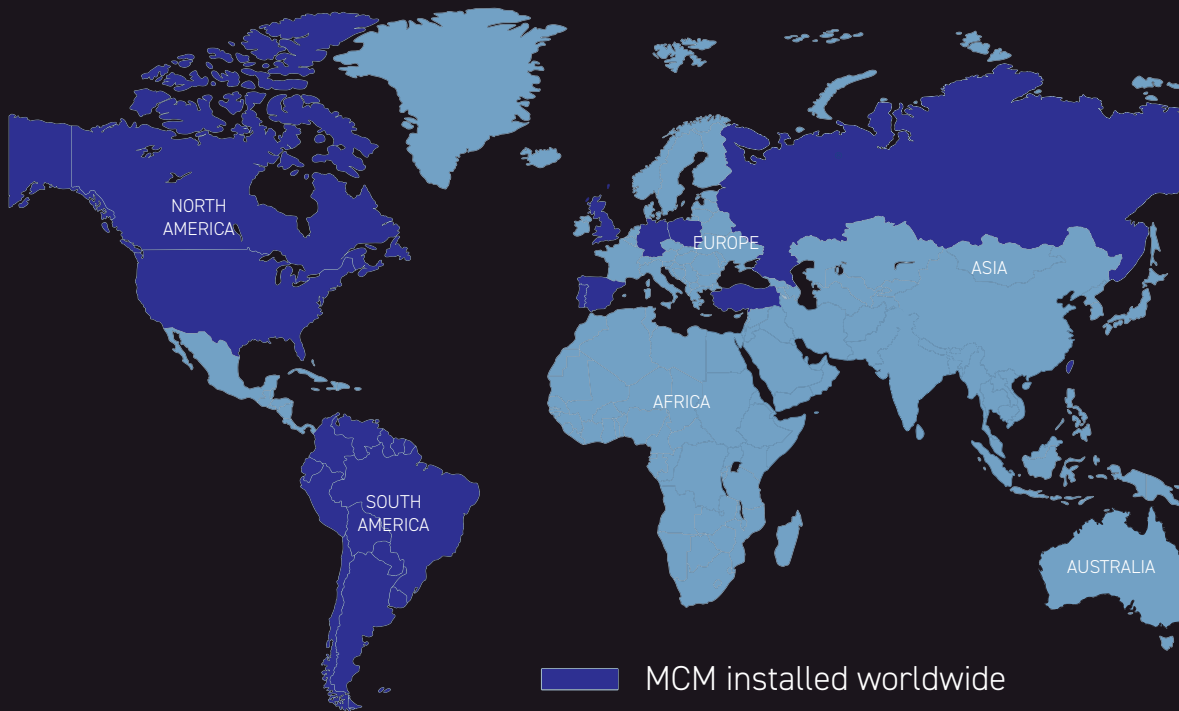 NORTH
AMERICA
EUROPE
ASIA
AFRICA
SOUTH
AMERICA
AUSTRALIA
MCM installed worldwide